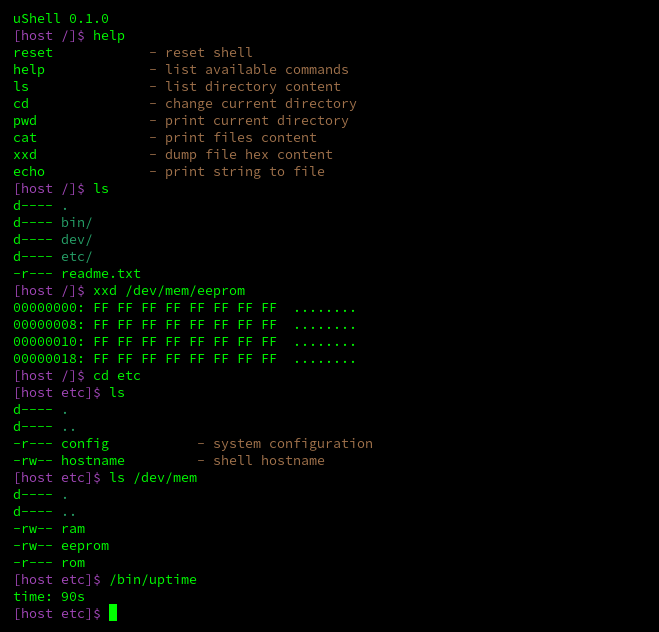 uShell 0.1.0
[host /]$ help
reset            - reset shell
help             - list available commands
ls               - list directory content
cd               - change current directory
pwd              - print current directory
cat              - print files content
xxd              - dump file hex content
echo             - print string to file
[host /]$ ls
d---- .
d---- bin/
d---- dev/
d---- etc/
-r--- readme.txt
[host /]$ xxd /dev/mem/eeprom
00000000: FF FF FF FF FF FF FF FF  ........
00000008: FF FF FF FF FF FF FF FF  ........
00000010: FF FF FF FF FF FF FF FF  ........
00000018: FF FF FF FF FF FF FF FF  ........
[host /]$ cd etc
[host etc]$ ls
d---- .
d---- ..
-r--- config           - system configuration
-rw-- hostname         - shell hostname
[host etc]$ ls /dev/mem
d---- .
d---- ..
-rw-- ram
-rw-- eeprom
-r--- rom
[host etc]$ /bin/uptime
time: 90s
[host etc]$